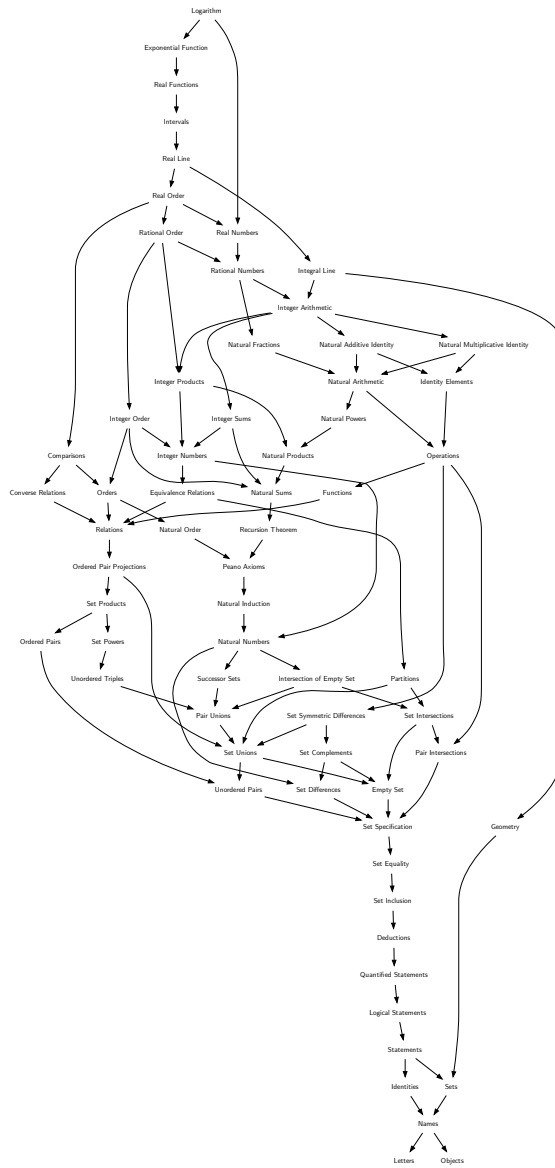 Logarithm
Exponential Function
Real Functions
Intervals
Real Line
Real Order
Rational Order
Real Numbers
Rational Numbers
Integral Line
Integer Arithmetic
Natural Fractions
Natural Additive Identity
Natural Multiplicative Identity
Integer Products
Natural Arithmetic
Identity Elements
Integer Order
Integer Sums
Natural Powers
Comparisons
Integer Numbers
Natural Products
Operations
Converse Relations
Orders
Equivalence Relations
Natural Sums
Functions
Relations
Natural Order
Recursion Theorem
Ordered Pair Projections
Peano Axioms
Set Products
Natural Induction
Ordered Pairs
Set Powers
Natural Numbers
Unordered Triples
Successor Sets
Intersection of Empty Set
Partitions
Pair Unions
Set Symmetric Differences
Set Intersections
Set Unions
Set Complements
Pair Intersections
Unordered Pairs
Set Differences
Empty Set
Set Specification
Geometry
Set Equality
Set Inclusion
Deductions
Quantified Statements
Logical Statements
Statements
Identities
Sets
Names
Letters
Objects